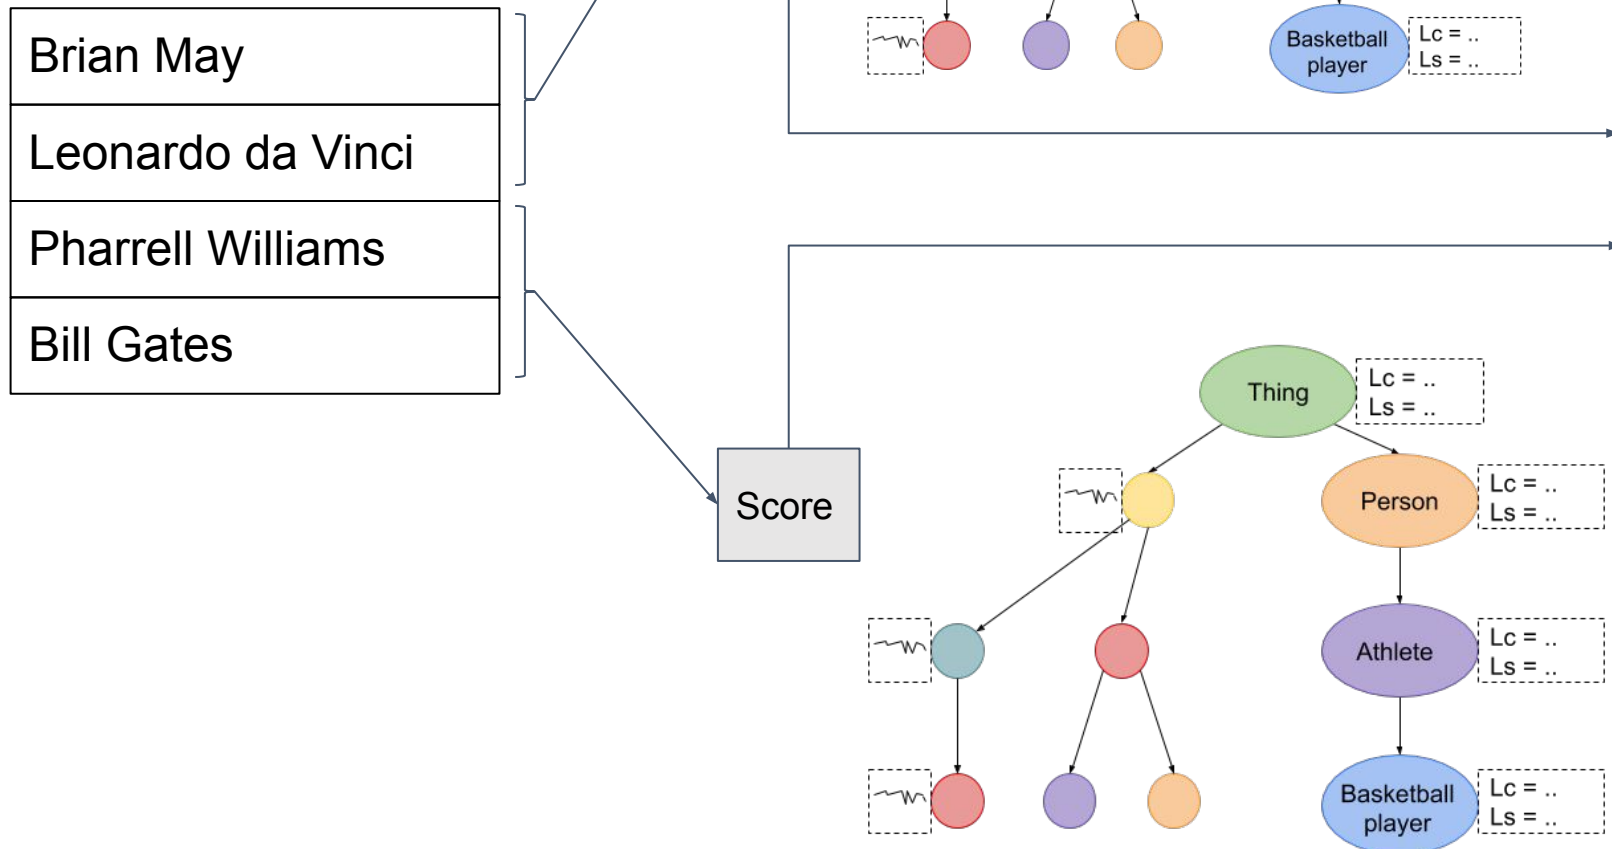 Brian May
Leonardo da Vinci
Pharrell Williams
Bill Gates
Basketball
player
Lc = ..
Ls = ..
Score
Thing
Lc = ..
Ls = ..
Person
Lc = ..
Ls = ..
Athlete
Lc = ..
Ls = ..
Basketball
player
Lc = ..
Ls = ..